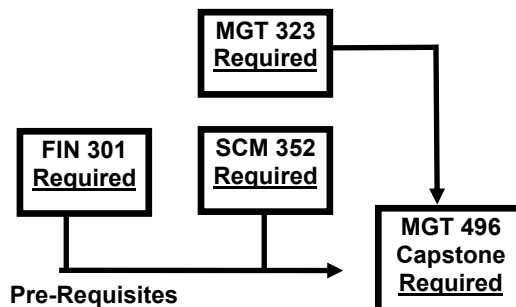 MGT 323
Required
FIN 301
Required
SCM 352
Required
MGT 496
Capstone
Required
Pre-Requisites